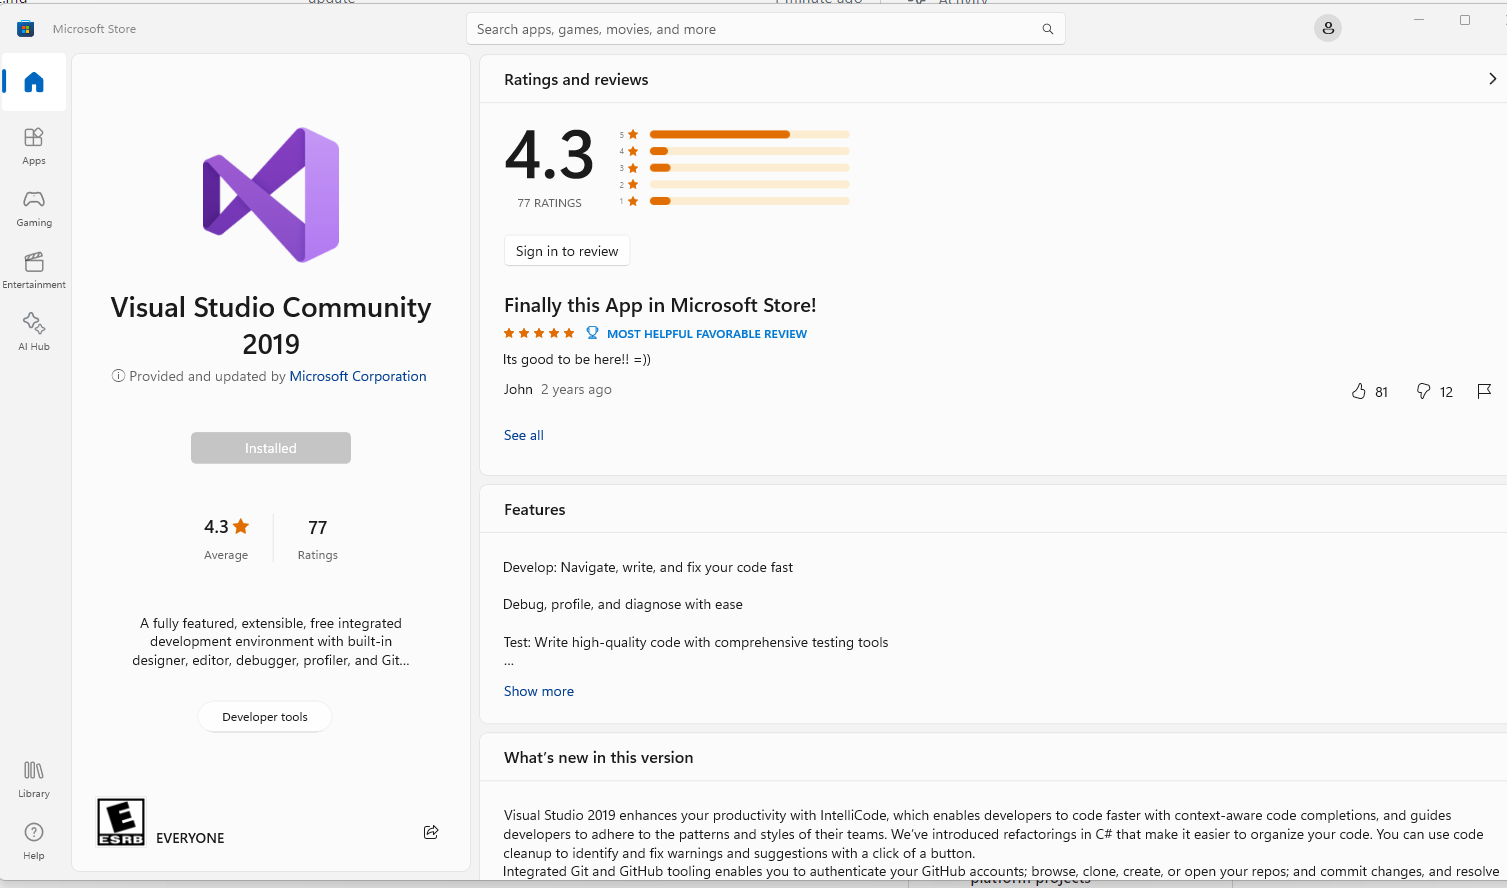 update
1 minute ago
Activity
Microsoft Store
Search apps, games, movies, and more
Apps
Gaming
Entertainment
AI Hub
Library
Help
Visual Studio Community
2019
Provided and updated by Microsoft Corporation
Installed
4.3
Average
77
Ratings
A fully featured, extensible, free integrated
development environment with built-in
designer, editor, debugger, profiler, and Git...
Developer tools
E
ESRB
EVERYONE
Ratings and reviews
4.3
77 RATINGS
5
4
3
2
1
Sign in to review
Finally this App in Microsoft Store!
MOST HELPFUL FAVORABLE REVIEW
Its good to be here!! =))
John 2 years ago
81
12
See all
Features
Develop: Navigate, write, and fix your code fast
Debug, profile, and diagnose with ease
Test: Write high-quality code with comprehensive testing tools
...
Show more
What's new in this version
Visual Studio 2019 enhances your productivity with IntelliCode, which enables developers to code faster with context-aware code completions, and guides
developers to adhere to the patterns and styles of their teams. We've introduced refactorings in C# that make it easier to organize your code. You can use code
cleanup to identify and fix warnings and suggestions with a click of a button.
Integrated Git and GitHub tooling enables you to authenticate your GitHub accounts; browse, clone, create, or open your repos; and commit changes, and resolve
platform projects